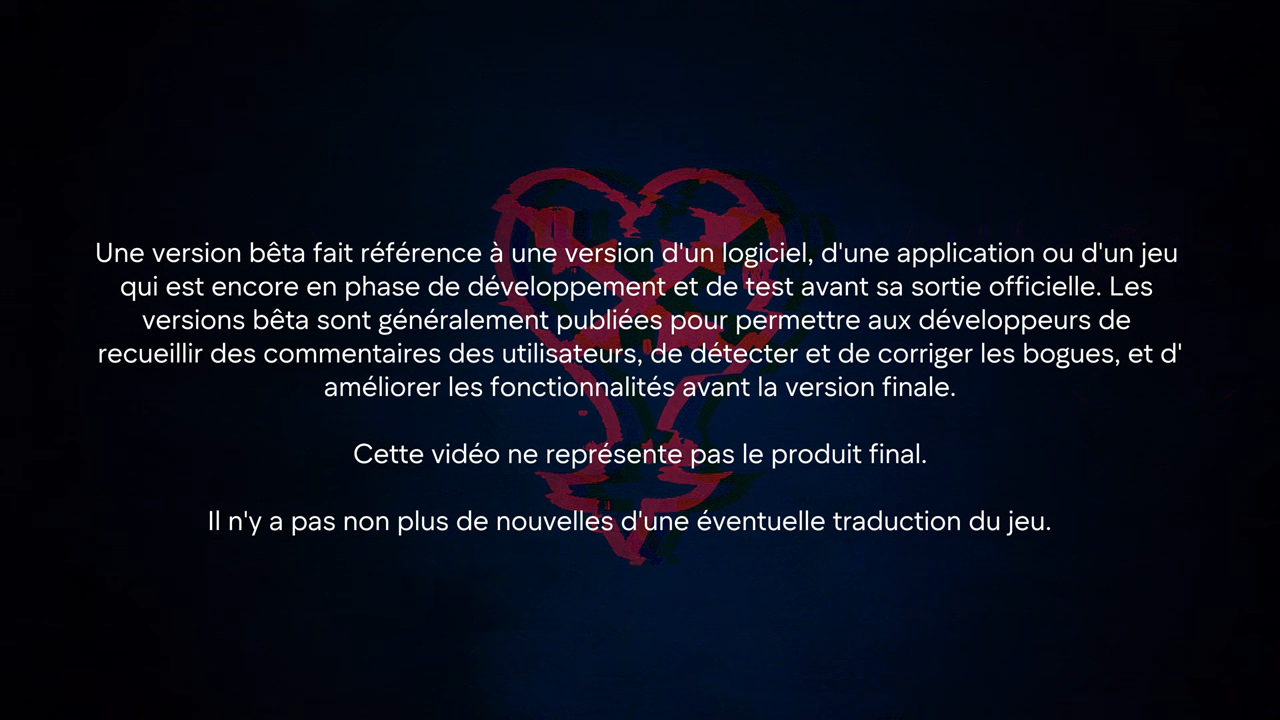 Une version bêta fait référence à une version d'un logiciel, d'une application ou d'un jeu
qui est encore en phase de développement et de test avant sa sortie officielle. Les
versions bêta sont généralement publiées pour permettre aux développeurs de
recueillir des commentaires des utilisateurs, de détecter et de corriger les bogues, et d'
améliorer les fonctionnalités avant la version finale.
Cette vidéo ne représente pas le produit final.
Il n'y a pas non plus de nouvelles d'une éventuelle traduction du jeu.